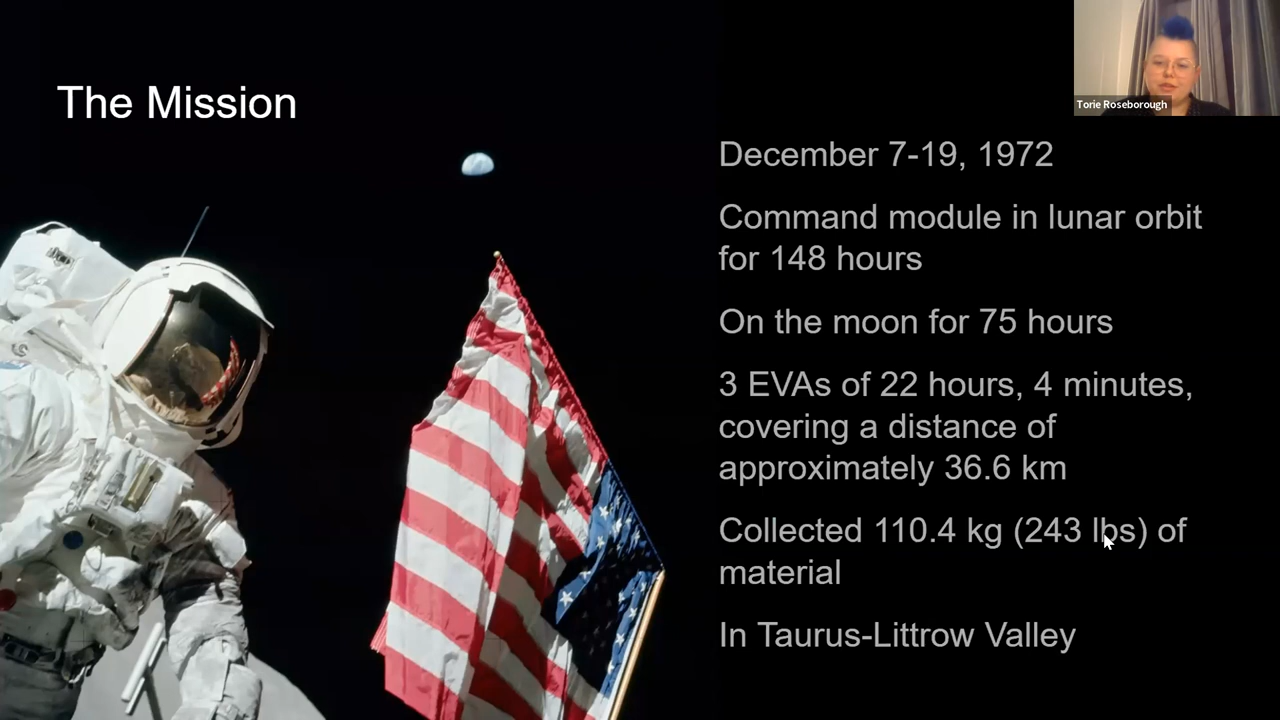 The Mission
Torie Roseborough
December 7-19, 1972
Command module in lunar orbit
for 148 hours
On the moon for 75 hours
3 EVAs of 22 hours, 4 minutes,
covering a distance of
approximately 36.6 km
Collected 110.4 kg (243 lbs) of
material
In Taurus-Littrow Valley